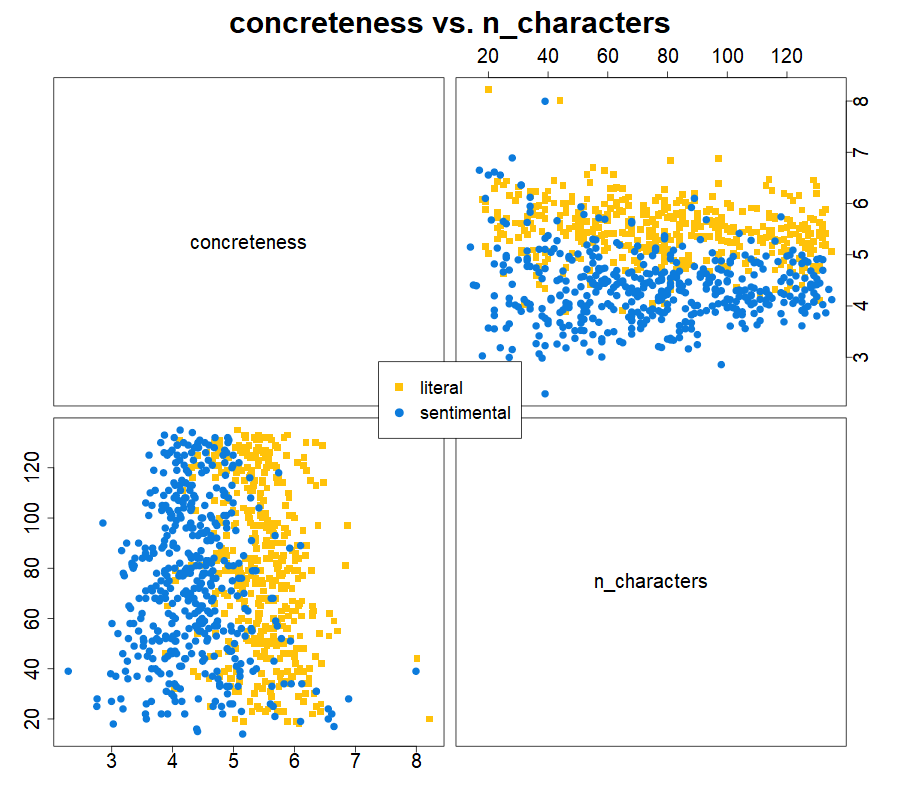 concreteness vs. n_characters
20 40 60 80 100 120
concreteness
8
7
6
5
4
3
literal
sentimental
120
100
80
60
40
20
n_characters
3 4 5 6 7 8